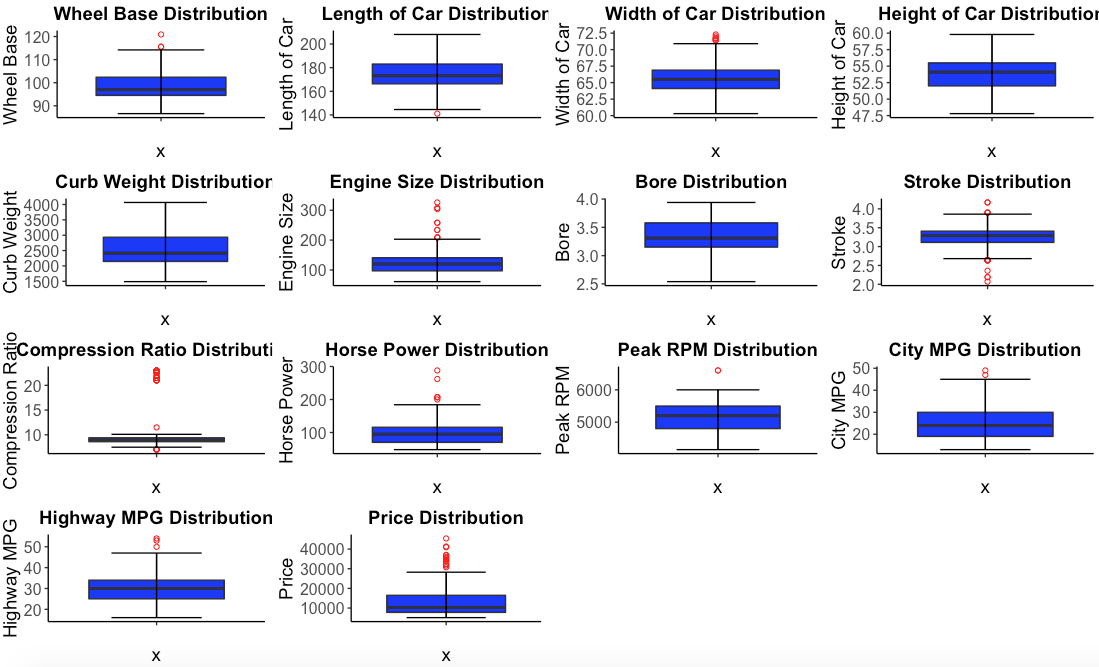 Wheel Base Distribution
Wheel Base
120
110
100
90
x
Length of Car Distribution
Length of Car
200
180
160
140
x
Width of Car Distribution
Width of Car
72.5
70.0
67.5
65.0
62.5
60.0
x
Height of Car Distribution
Height of Car
60.0
57.5
55.0
52.5
50.0
47.5
x
Curb Weight Distribution
Curb Weight
4000
3500
3000
2500
2000
1500
x
Engine Size Distribution
Engine Size
300
200
100
x
Bore Distribution
Bore
4.0
3.5
3.0
2.5
x
Stroke Distribution
Stroke
4.0
3.5
3.0
2.5
2.0
x
Compression Ratio Distributi
Compression Ratio
20
15
10
x
Horse Power Distribution
Horse Power
300
200
100
x
Peak RPM Distribution
Peak RPM
6000
5000
x
City MPG Distribution
City MPG
50
40
30
20
x
Highway MPG Distribution
Highway MPG
50
40
30
20
x
Price Distribution
Price
40000
30000
20000
10000
x